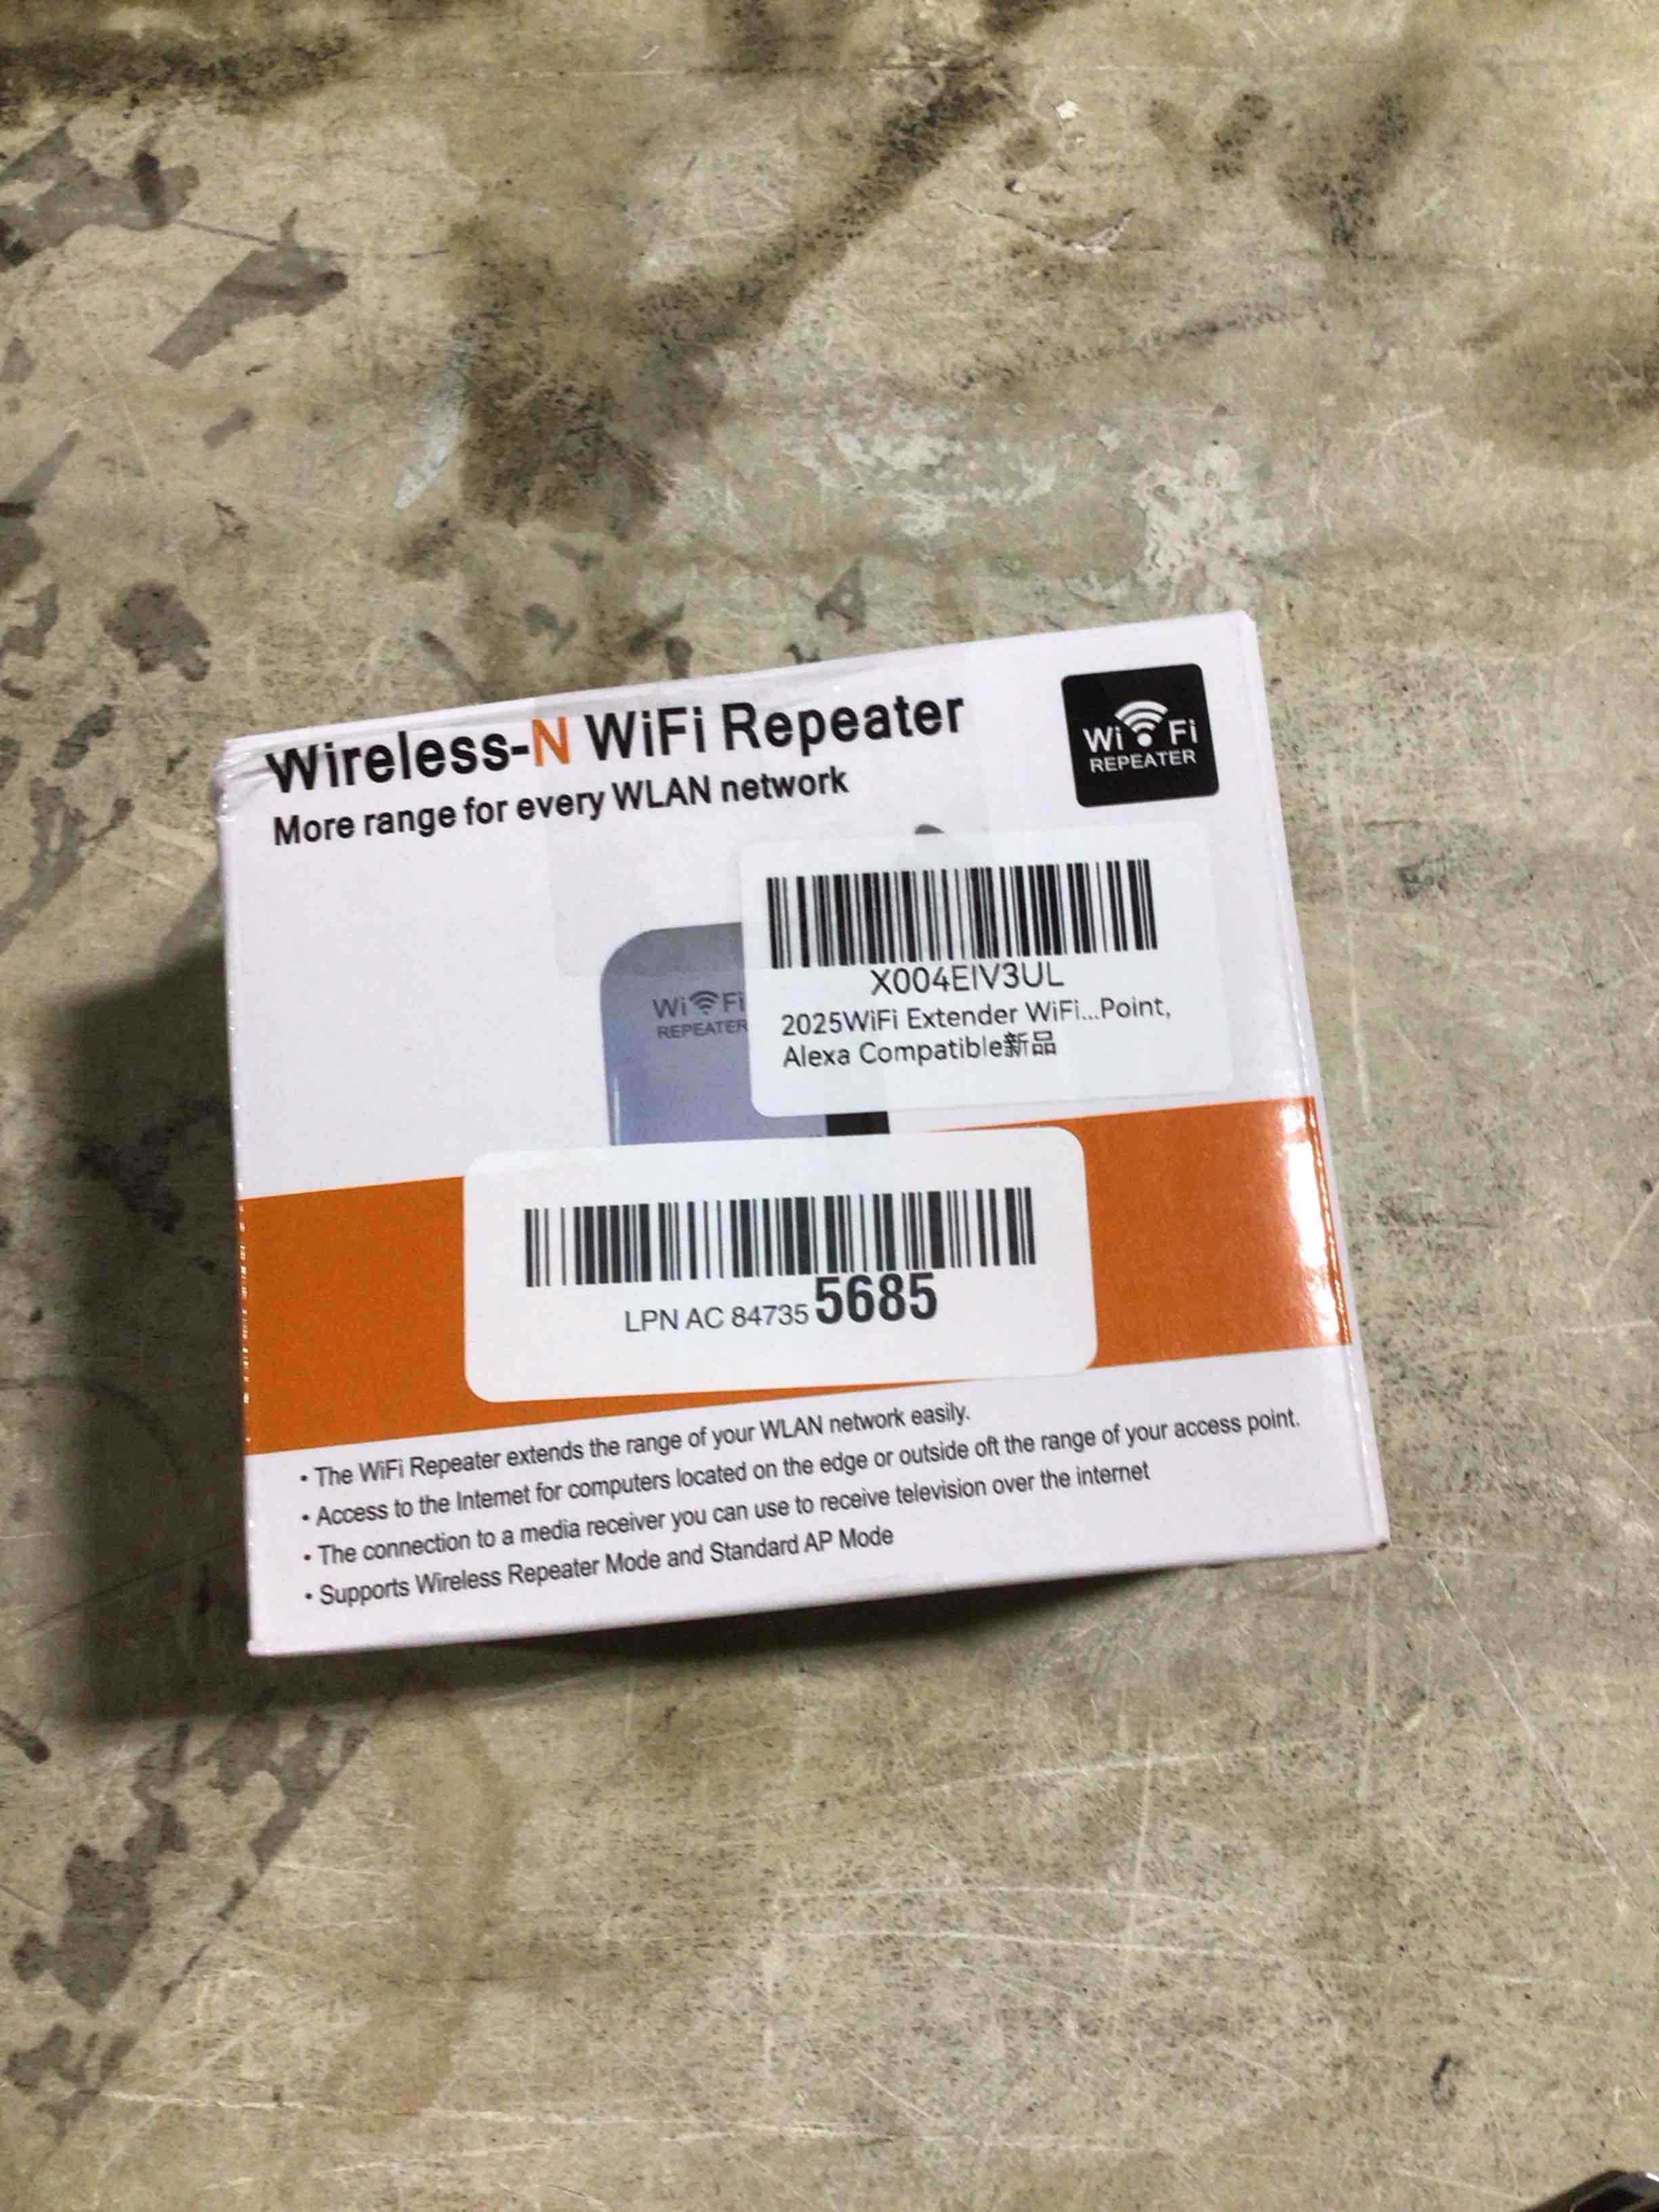 Wireless-N WiFi Repeater
More range for every WLAN network
Wi Fi
REPEATER
X004EIV3UL
2025WiFi Extender WiFi...Point,
Alexa Compatible新品
Wi Fi
REPEATER
LPN AC 84735 5685
• The WiFi Repeater extends the range of your WLAN network easily.
• Access to the Internet for computers located on the edge or outside oft the range of your access point.
• The connection to a media receiver you can use to receive television over the internet
• Supports Wireless Repeater Mode and Standard AP Mode